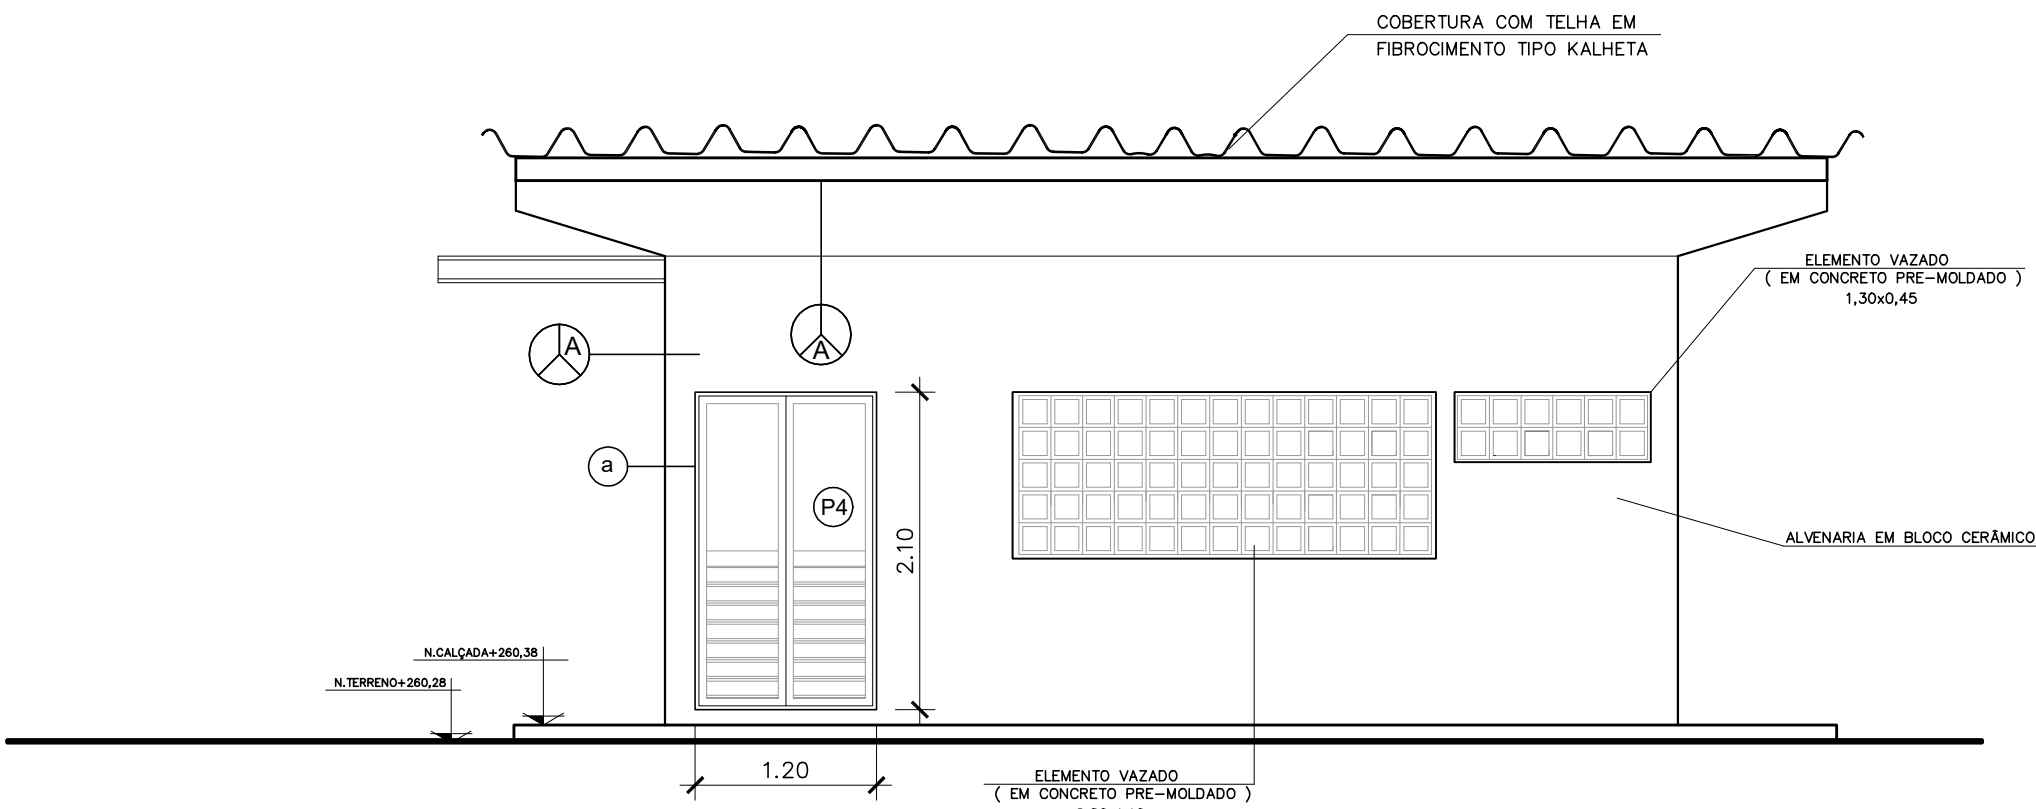 COBERTURA COM TELHA EM
FIBROCIMENTO TIPO KALHETA
ELEMENTO VAZADO
( EM CONCRETO PRE-MOLDADO )
1,30x0,45
A
A
a
P4
2.10
ALVENARIA EM BLOCO CERÂMICO
N.CALÇADA+260,38
N.TERRENO+260,28
1.20
ELEMENTO VAZADO
( EM CONCRETO PRE-MOLDADO )